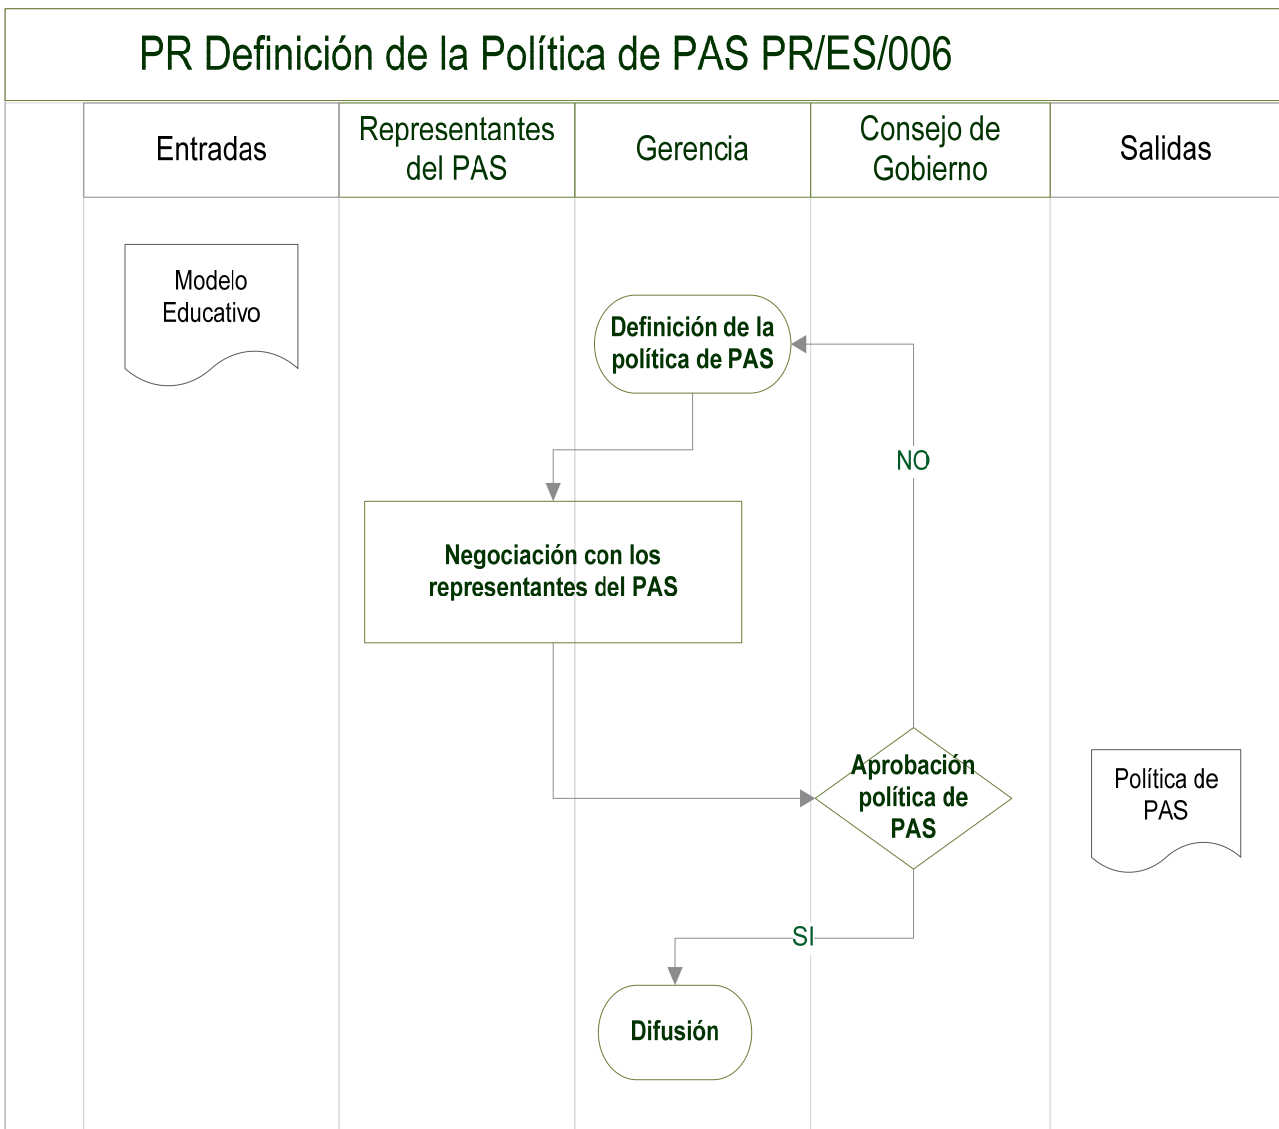 PR Definición de la Política de PAS PR/ES/006
Entradas
Representantes
del PAS
Gerencia
Consejo de
Gobierno
Salidas
Modelo
Educativo
Definición de la
política de PAS
NO
Negociación con los
representantes del PAS
Aprobación
política de
PAS
Política de
PAS
SI
Difusión